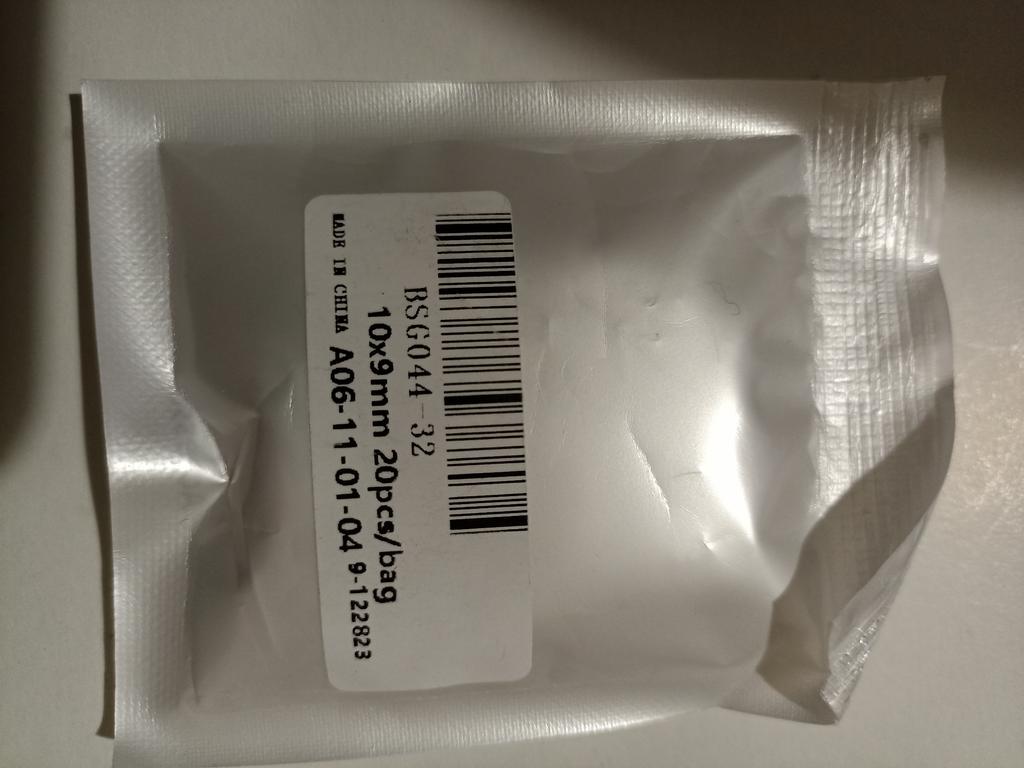 BSG044-32
10x9mm 20pcs/bag
MADE IN CHINA A06-11-01-04 9-122823